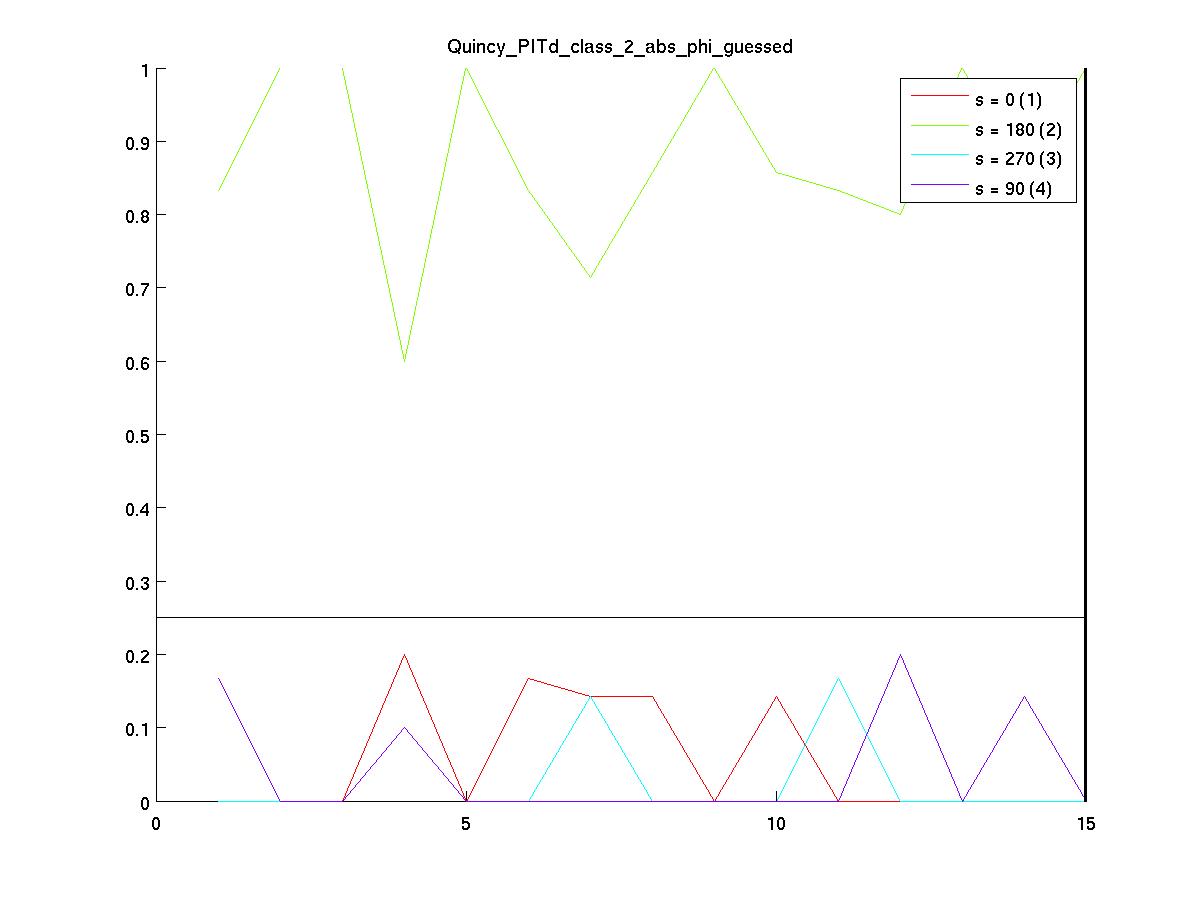 Quincy_PITd_class_2_abs_phi_guessed
1
0.9
0.8
0.7
0.6
0.5
0.4
0.3
0.2
0.1
0
s = 0 (1)
s = 180 (2)
s = 270 (3)
s = 90 (4)
0 5 10 15